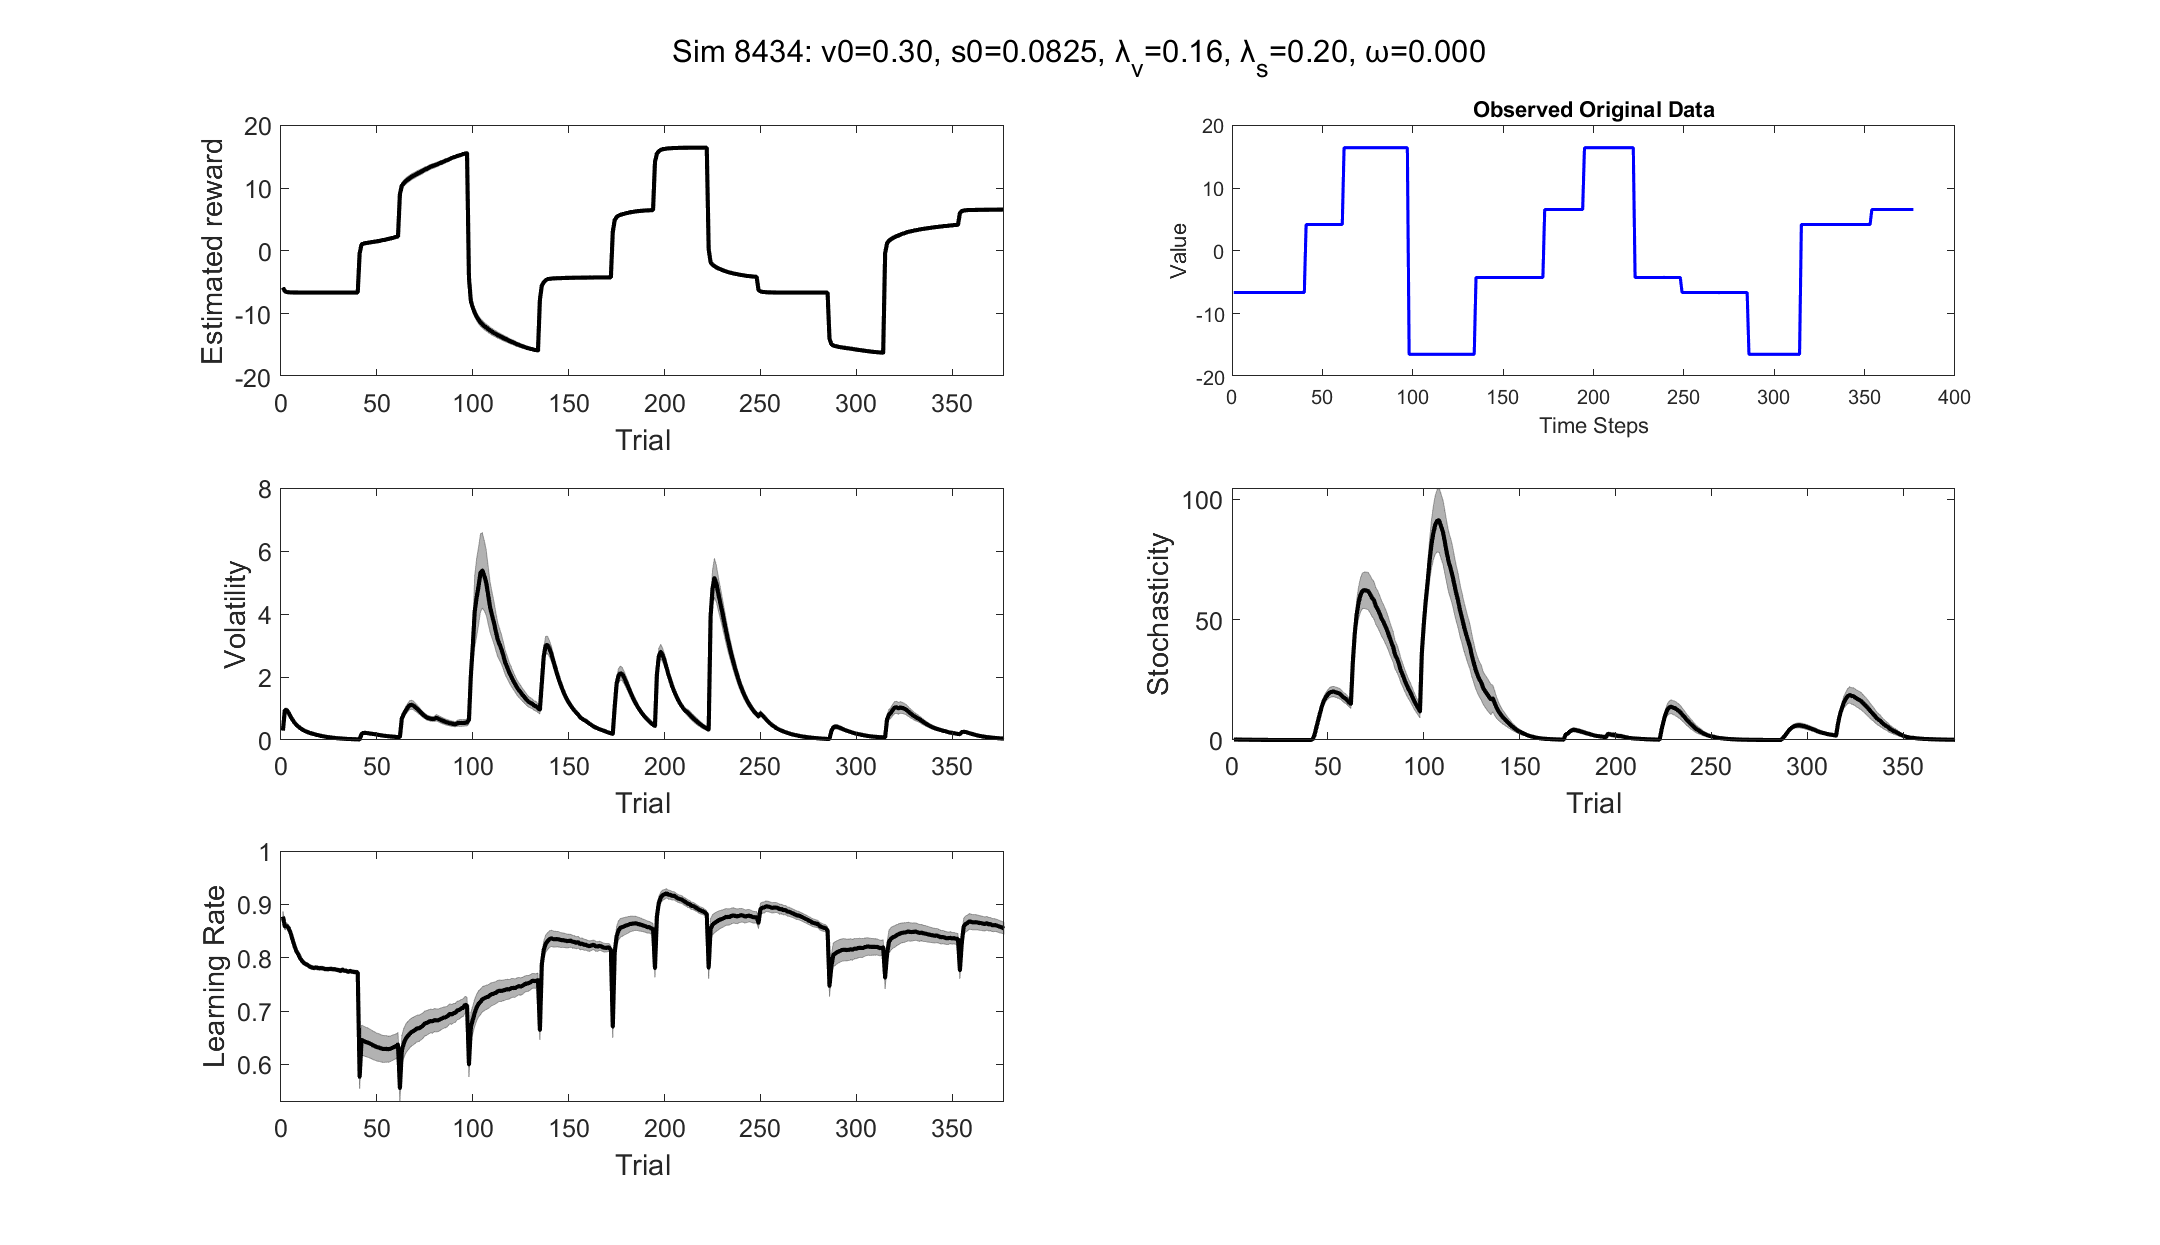 Sim 8434: v0=0.30, s0=0.0825, λ_v=0.16, λ_s=0.20, ω=0.000
20
10
0
-10
-20
Estimated reward
0 50 100 150 200 250 300 350
Trial
Observed Original Data
20
10
0
-10
-20
Value
0 50 100 150 200 250 300 350 400
Time Steps
8
6
4
2
0
Volatility
0 50 100 150 200 250 300 350
Trial
100
50
0
Stochasticity
0 50 100 150 200 250 300 350
Trial
1
0.9
0.8
0.7
0.6
Learning Rate
0 50 100 150 200 250 300 350
Trial